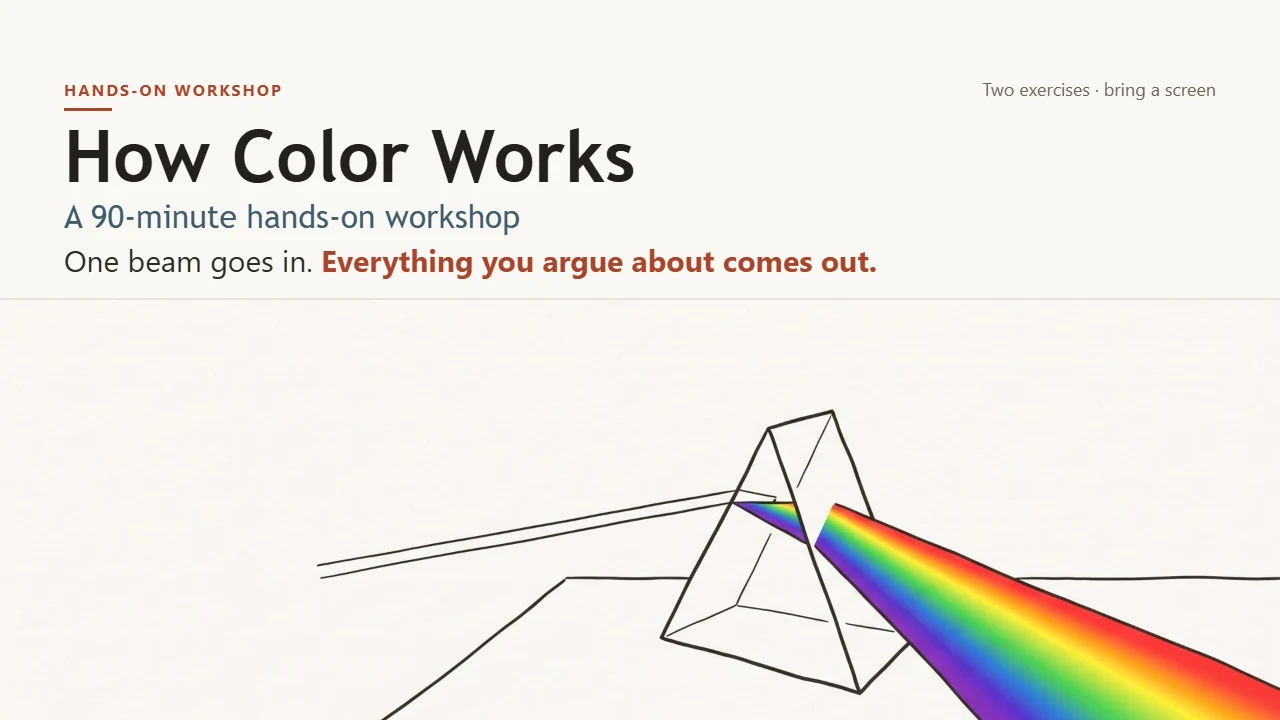 HANDS-ON WORKSHOP
Two exercises · bring a screen
How Color Works
A 90-minute hands-on workshop
One beam goes in. Everything you argue about comes out.